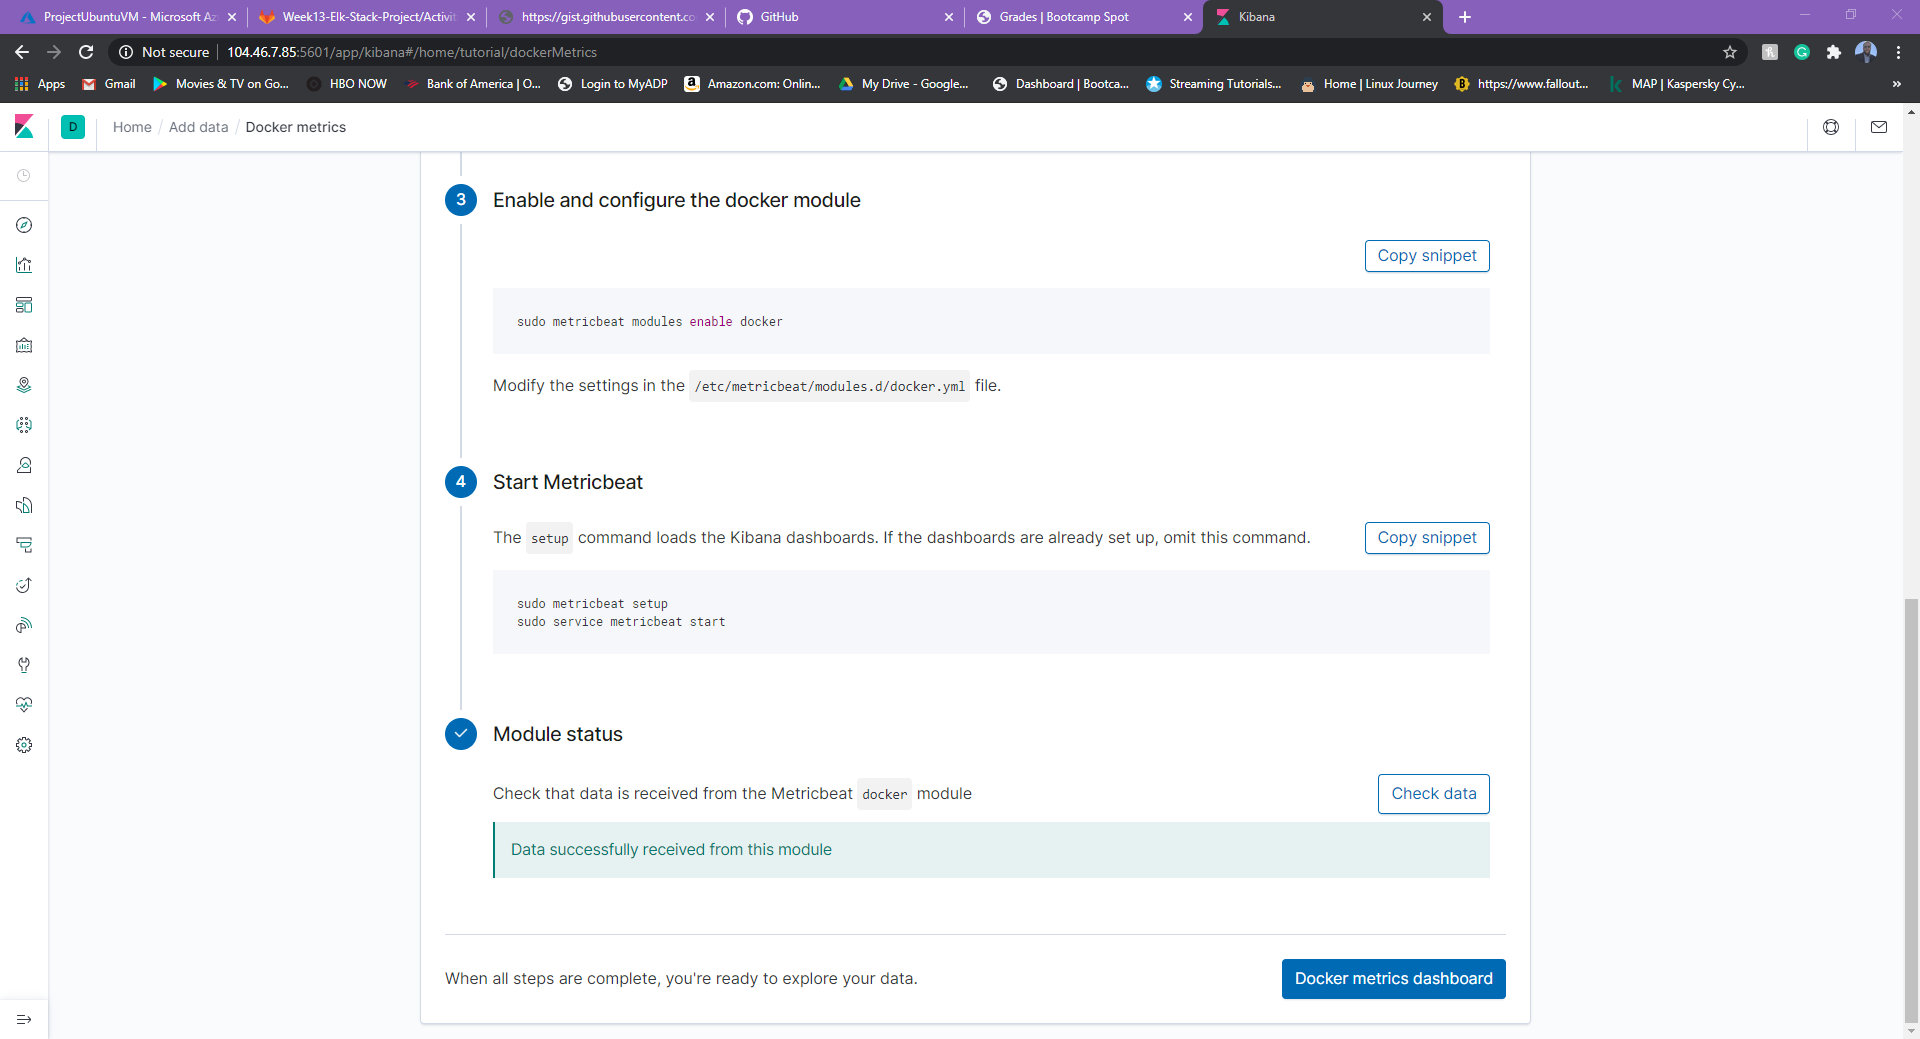 ProjectUbuntuVM - Microsoft Az
Week13-Elk-Stack-Project/Activit
https://gist.githubusercontent.co
GitHub
Grades | Bootcamp Spot
Kibana
Not secure
104.46.7.85:5601/app/kibana#/home/tutorial/dockerMetrics
Apps
Gmail
Movies & TV on Go...
HBO NOW
Bank of America | O...
Login to MyADP
Amazon.com: Onlin...
My Drive - Google...
Dashboard | Bootca...
Streaming Tutorials...
Home | Linux Journey
https://www.fallout...
MAP | Kaspersky Cy...
»
D
Home / Add data / Docker metrics
3 Enable and configure the docker module
Copy snippet
sudo metricbeat modules enable docker
Modify the settings in the /etc/metricbeat/modules.d/docker.yml file.
4 Start Metricbeat
The setup command loads the Kibana dashboards. If the dashboards are already set up, omit this command.
Copy snippet
sudo metricbeat setup
sudo service metricbeat start
Module status
Check that data is received from the Metricbeat docker module
Check data
Data successfully received from this module
When all steps are complete, you're ready to explore your data.
Docker metrics dashboard